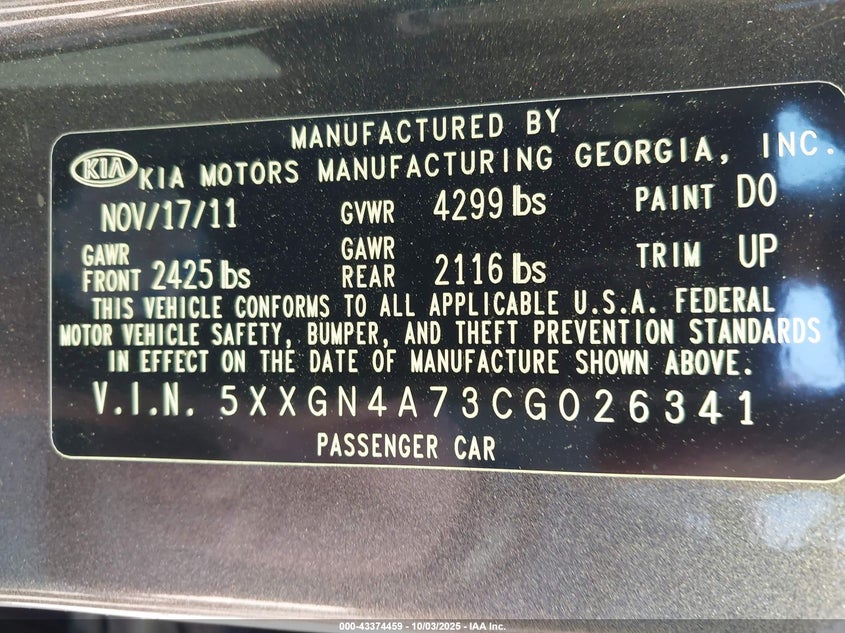 MANUFACTURED BY
KIA KIA MOTORS MANUFACTURING GEORGIA, INC.
NOV/17/11 GVWR 4299 lbs PAINT D0
GAWR FRONT 2425 lbs GAWR REAR 2116 lbs TRIM UP
THIS VEHICLE CONFORMS TO ALL APPLICABLE U.S.A. FEDERAL
MOTOR VEHICLE SAFETY, BUMPER, AND THEFT PREVENTION STANDARDS
IN EFFECT ON THE DATE OF MANUFACTURE SHOWN ABOVE.
V.I.N. 5XXGN4A73CG026341
PASSENGER CAR
000-43374459 - 10/03/2025 - IAA Inc.